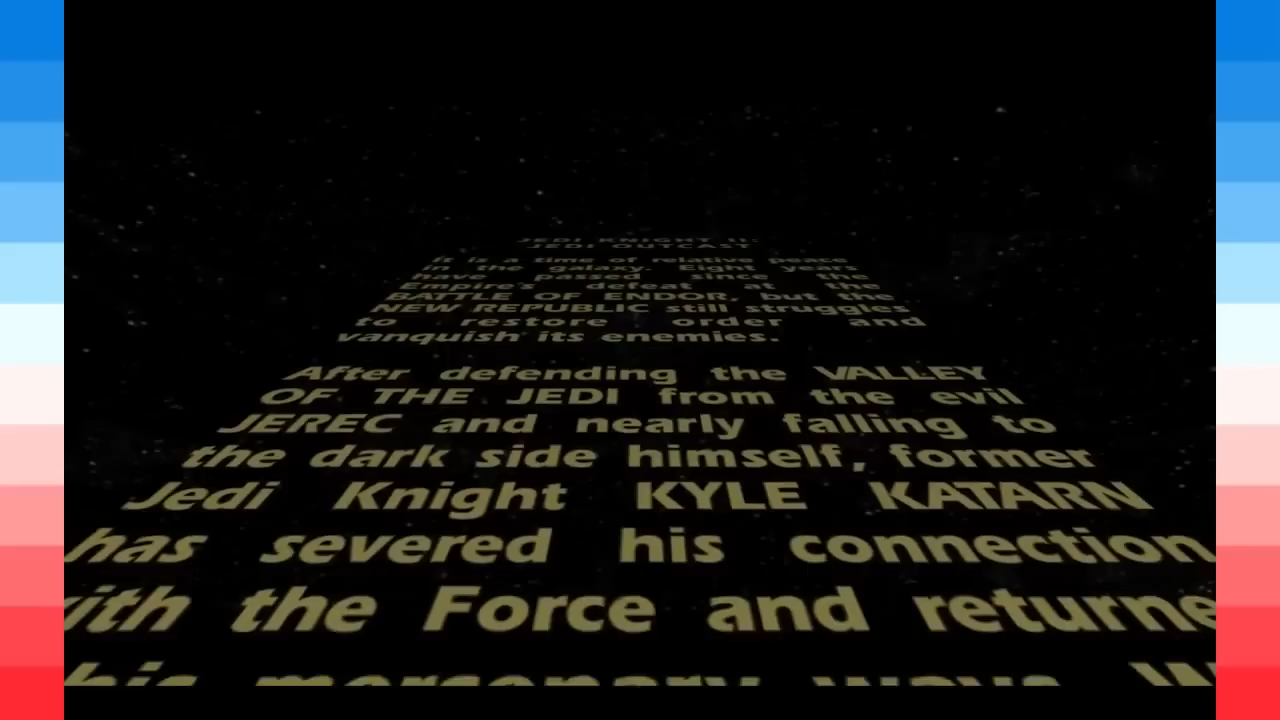 JEDI KNIGHT II:
JEDI OUTCAST
It is a time of relative peace
in the galaxy. Eight years
have passed since the
Empire's defeat at the
BATTLE OF ENDOR, but the
NEW REPUBLIC still struggles
to restore order and
vanquish its enemies.
After defending the VALLEY
OF THE JEDI from the evil
JEREC and nearly falling to
the dark side himself, former
Jedi Knight KYLE KATARN
has severed his connection
with the Force and returne
his mercenary ways. W